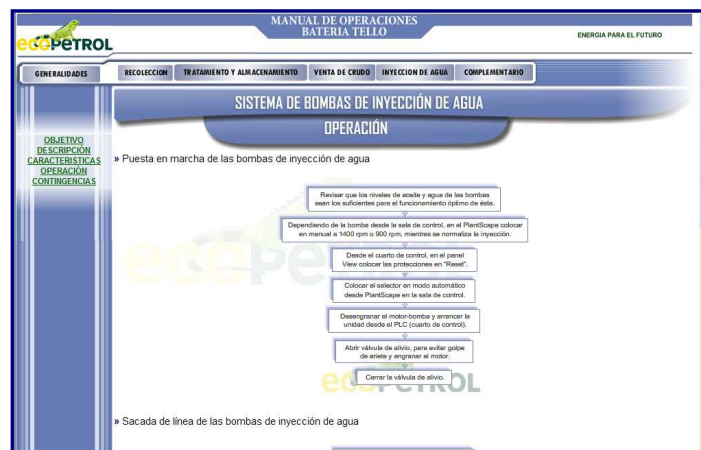 MANUAL DE OPERACIONES
BATERIA TELLO
ecoPETROL
ENERGIA PARA EL FUTURO
GENERALIDADES
RECOLECCION TRATAMIENTO Y ALMACENAMIENTO VENTA DE CRUDO INYECCION DE AGUA COMPLEMENTARIO
SISTEMA DE BOMBAS DE INYECCIÓN DE AGUA
OPERACIÓN
OBJETIVO
DESCRIPCIÓN
CARACTERISTICAS
OPERACIÓN
CONTINGENCIAS
» Puesta en marcha de las bombas de inyección de agua
Revisar que los niveles de aceite y agua de las bombas
sean los suficientes para el funcionamiento óptimo de ésta.
Dependiendo de la bomba desde la sala de control, en el PlantScape colocar
en manual a 1400 rpm o 900 rpm, mientras se normaliza la inyección.
Desde el cuarto de control, en el panel
View colocar las protecciones en "Reset".
Colocar el selector en modo automático
desde PlantScape en la sala de control.
Desengranar el motor-bomba y arrancar la
unidad desde el PLC (cuarto de control).
Abrir válvula de alivio, para evitar golpe
de ariete y engranar el motor.
Cerrar la válvula de alivio.
ecoPETROL
» Sacada de línea de las bombas de inyección de agua